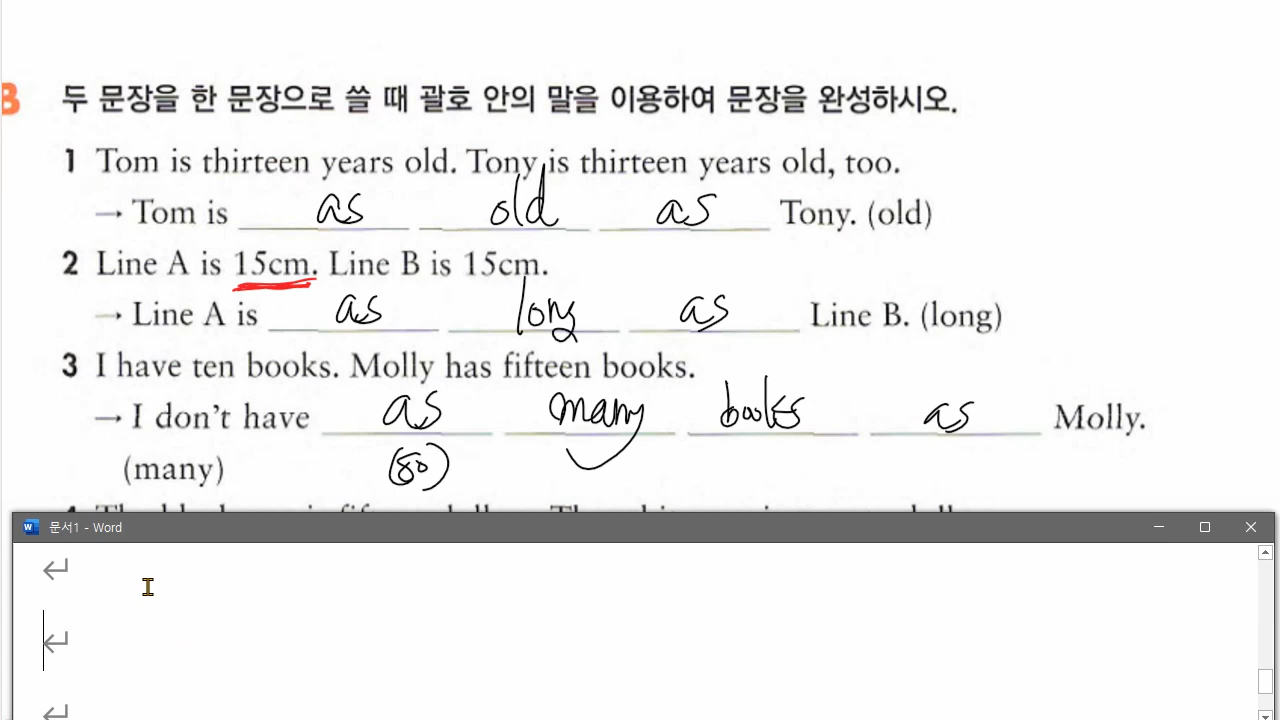 B 두 문장을 한 문장으로 쓸 때 괄호 안의 말을 이용하여 문장을 완성하시오.
1 Tom is thirteen years old. Tony is thirteen years old, too.
→ Tom is as old as Tony. (old)
2 Line A is 15cm. Line B is 15cm.
→ Line A is as long as Line B. (long)
3 I have ten books. Molly has fifteen books.
→ I don't have as many books as Molly.
(many) (so)
문서1 - Word